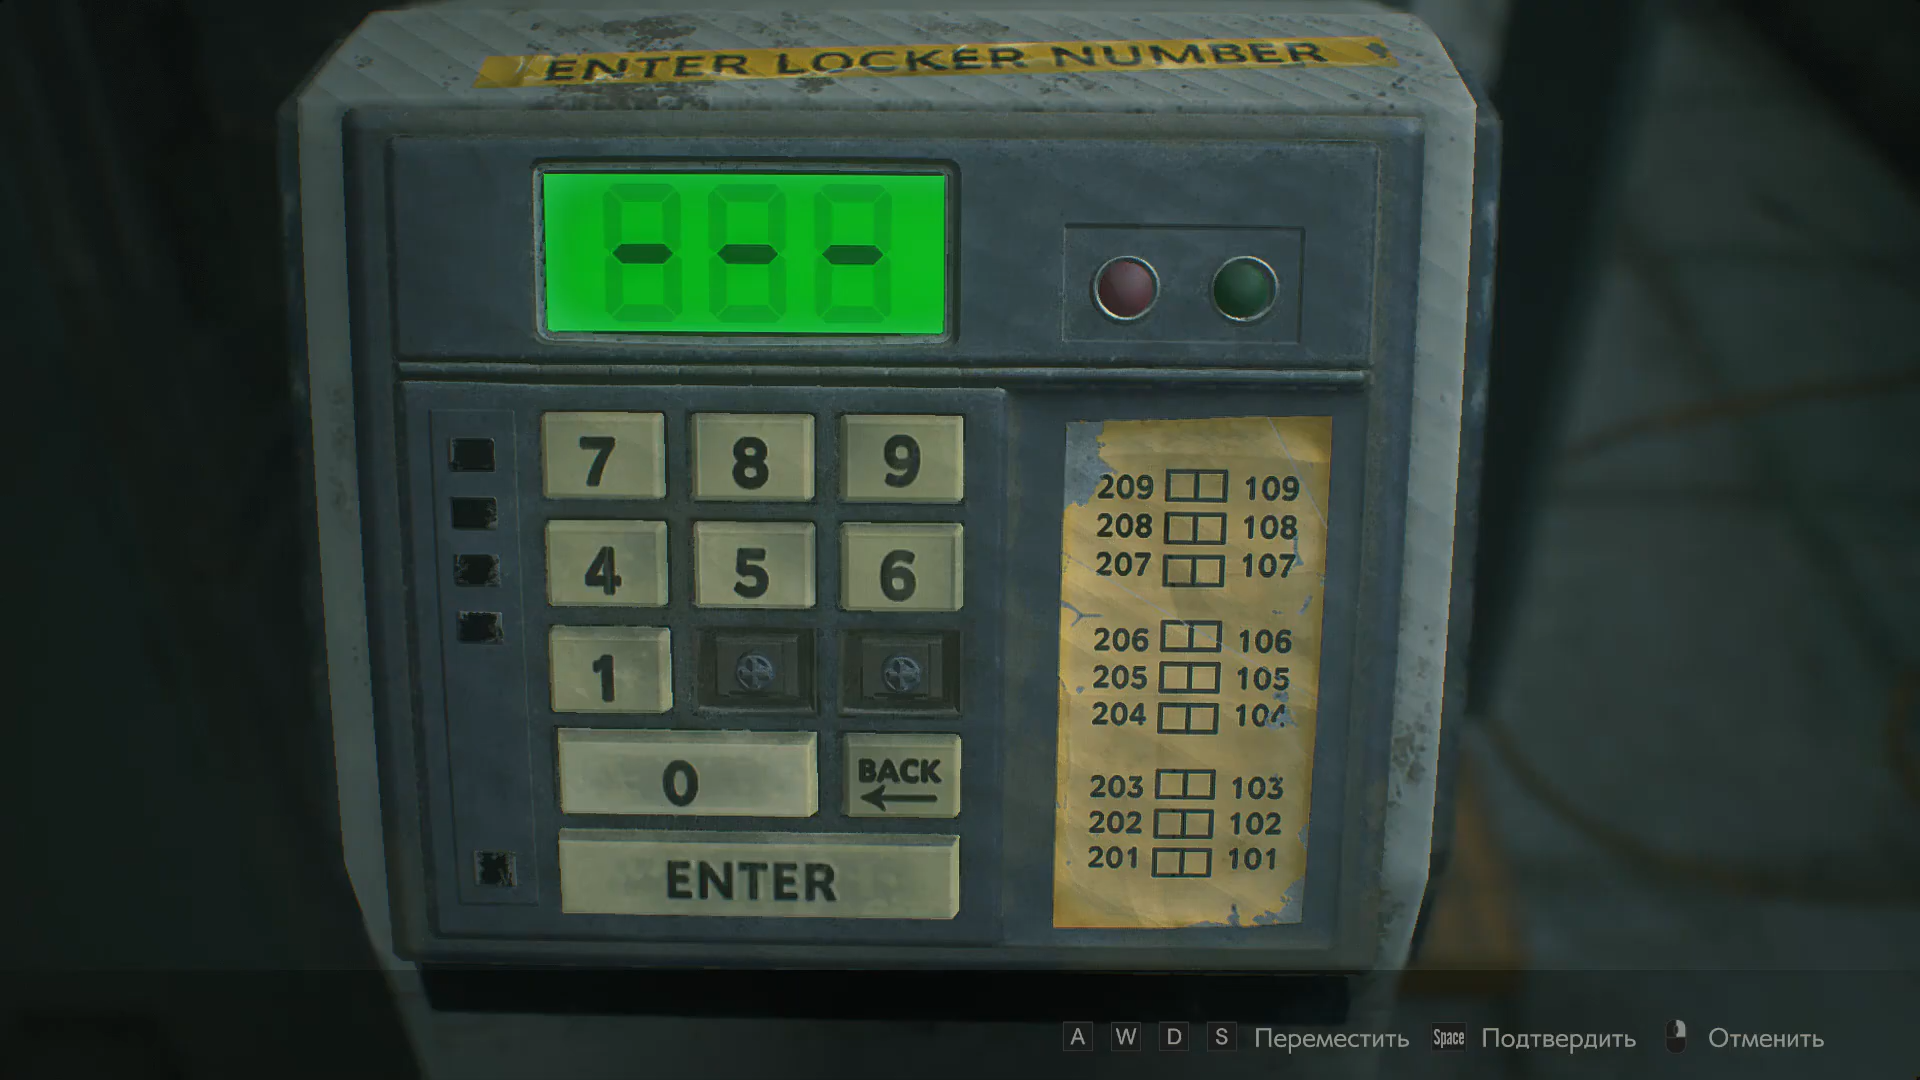 ENTER LOCKER NUMBER
---
7 8 9
4 5 6
1
0 BACK
ENTER
209 109
208 108
207 107
206 106
205 105
204 104
203 103
202 102
201 101
A W D S Переместить Space Подтвердить Отменить